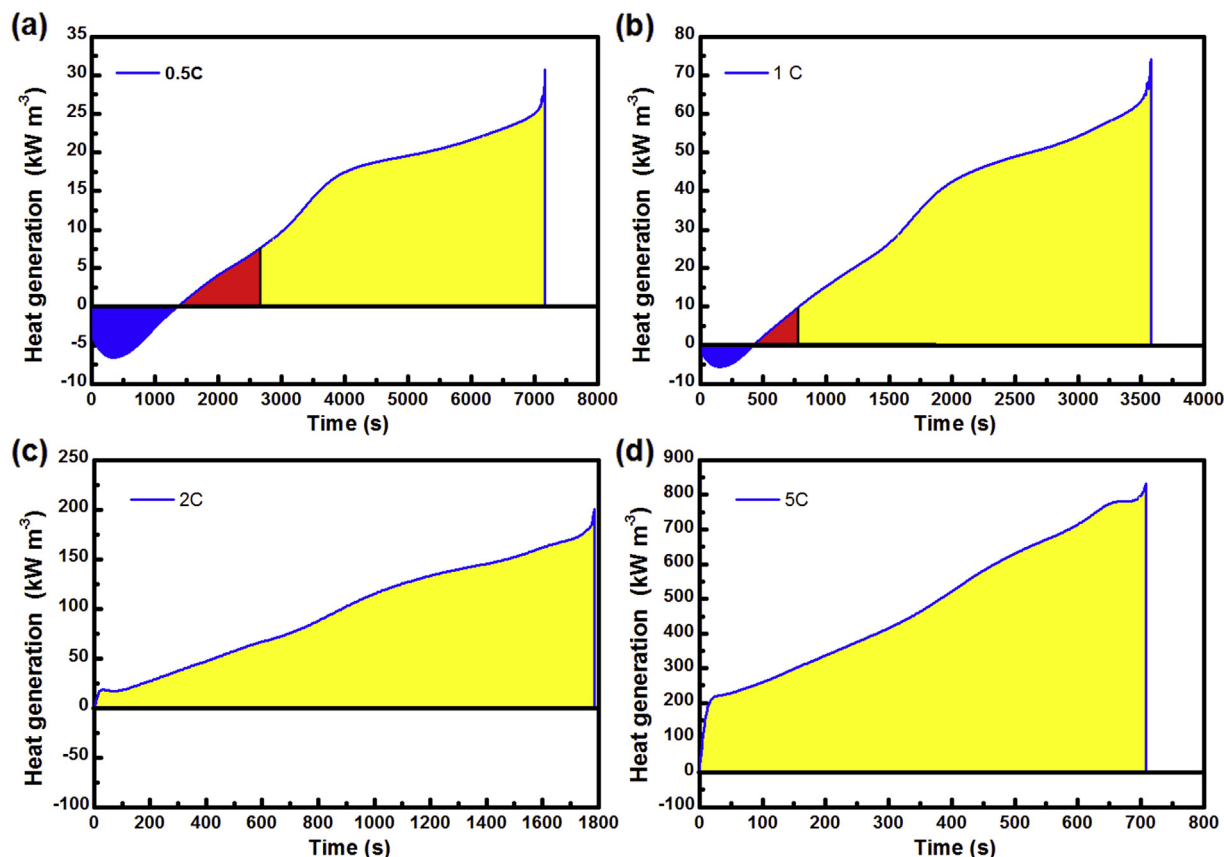 (a)
Heat generation (kW m⁻³)
35
30
25
20
15
10
5
0
-5
-10
0.5C
0 1000 2000 3000 4000 5000 6000 7000 8000
Time (s)
(b)
Heat generation (kW m⁻³)
80
70
60
50
40
30
20
10
0
-10
1 C
0 500 1000 1500 2000 2500 3000 3500 4000
Time (s)
(c)
Heat generation (kW m⁻³)
250
200
150
100
50
0
-50
-100
2C
0 200 400 600 800 1000 1200 1400 1600 1800
Time (s)
(d)
Heat generation (kW m⁻³)
900
800
700
600
500
400
300
200
100
0
-100
5C
0 100 200 300 400 500 600 700 800
Time (s)